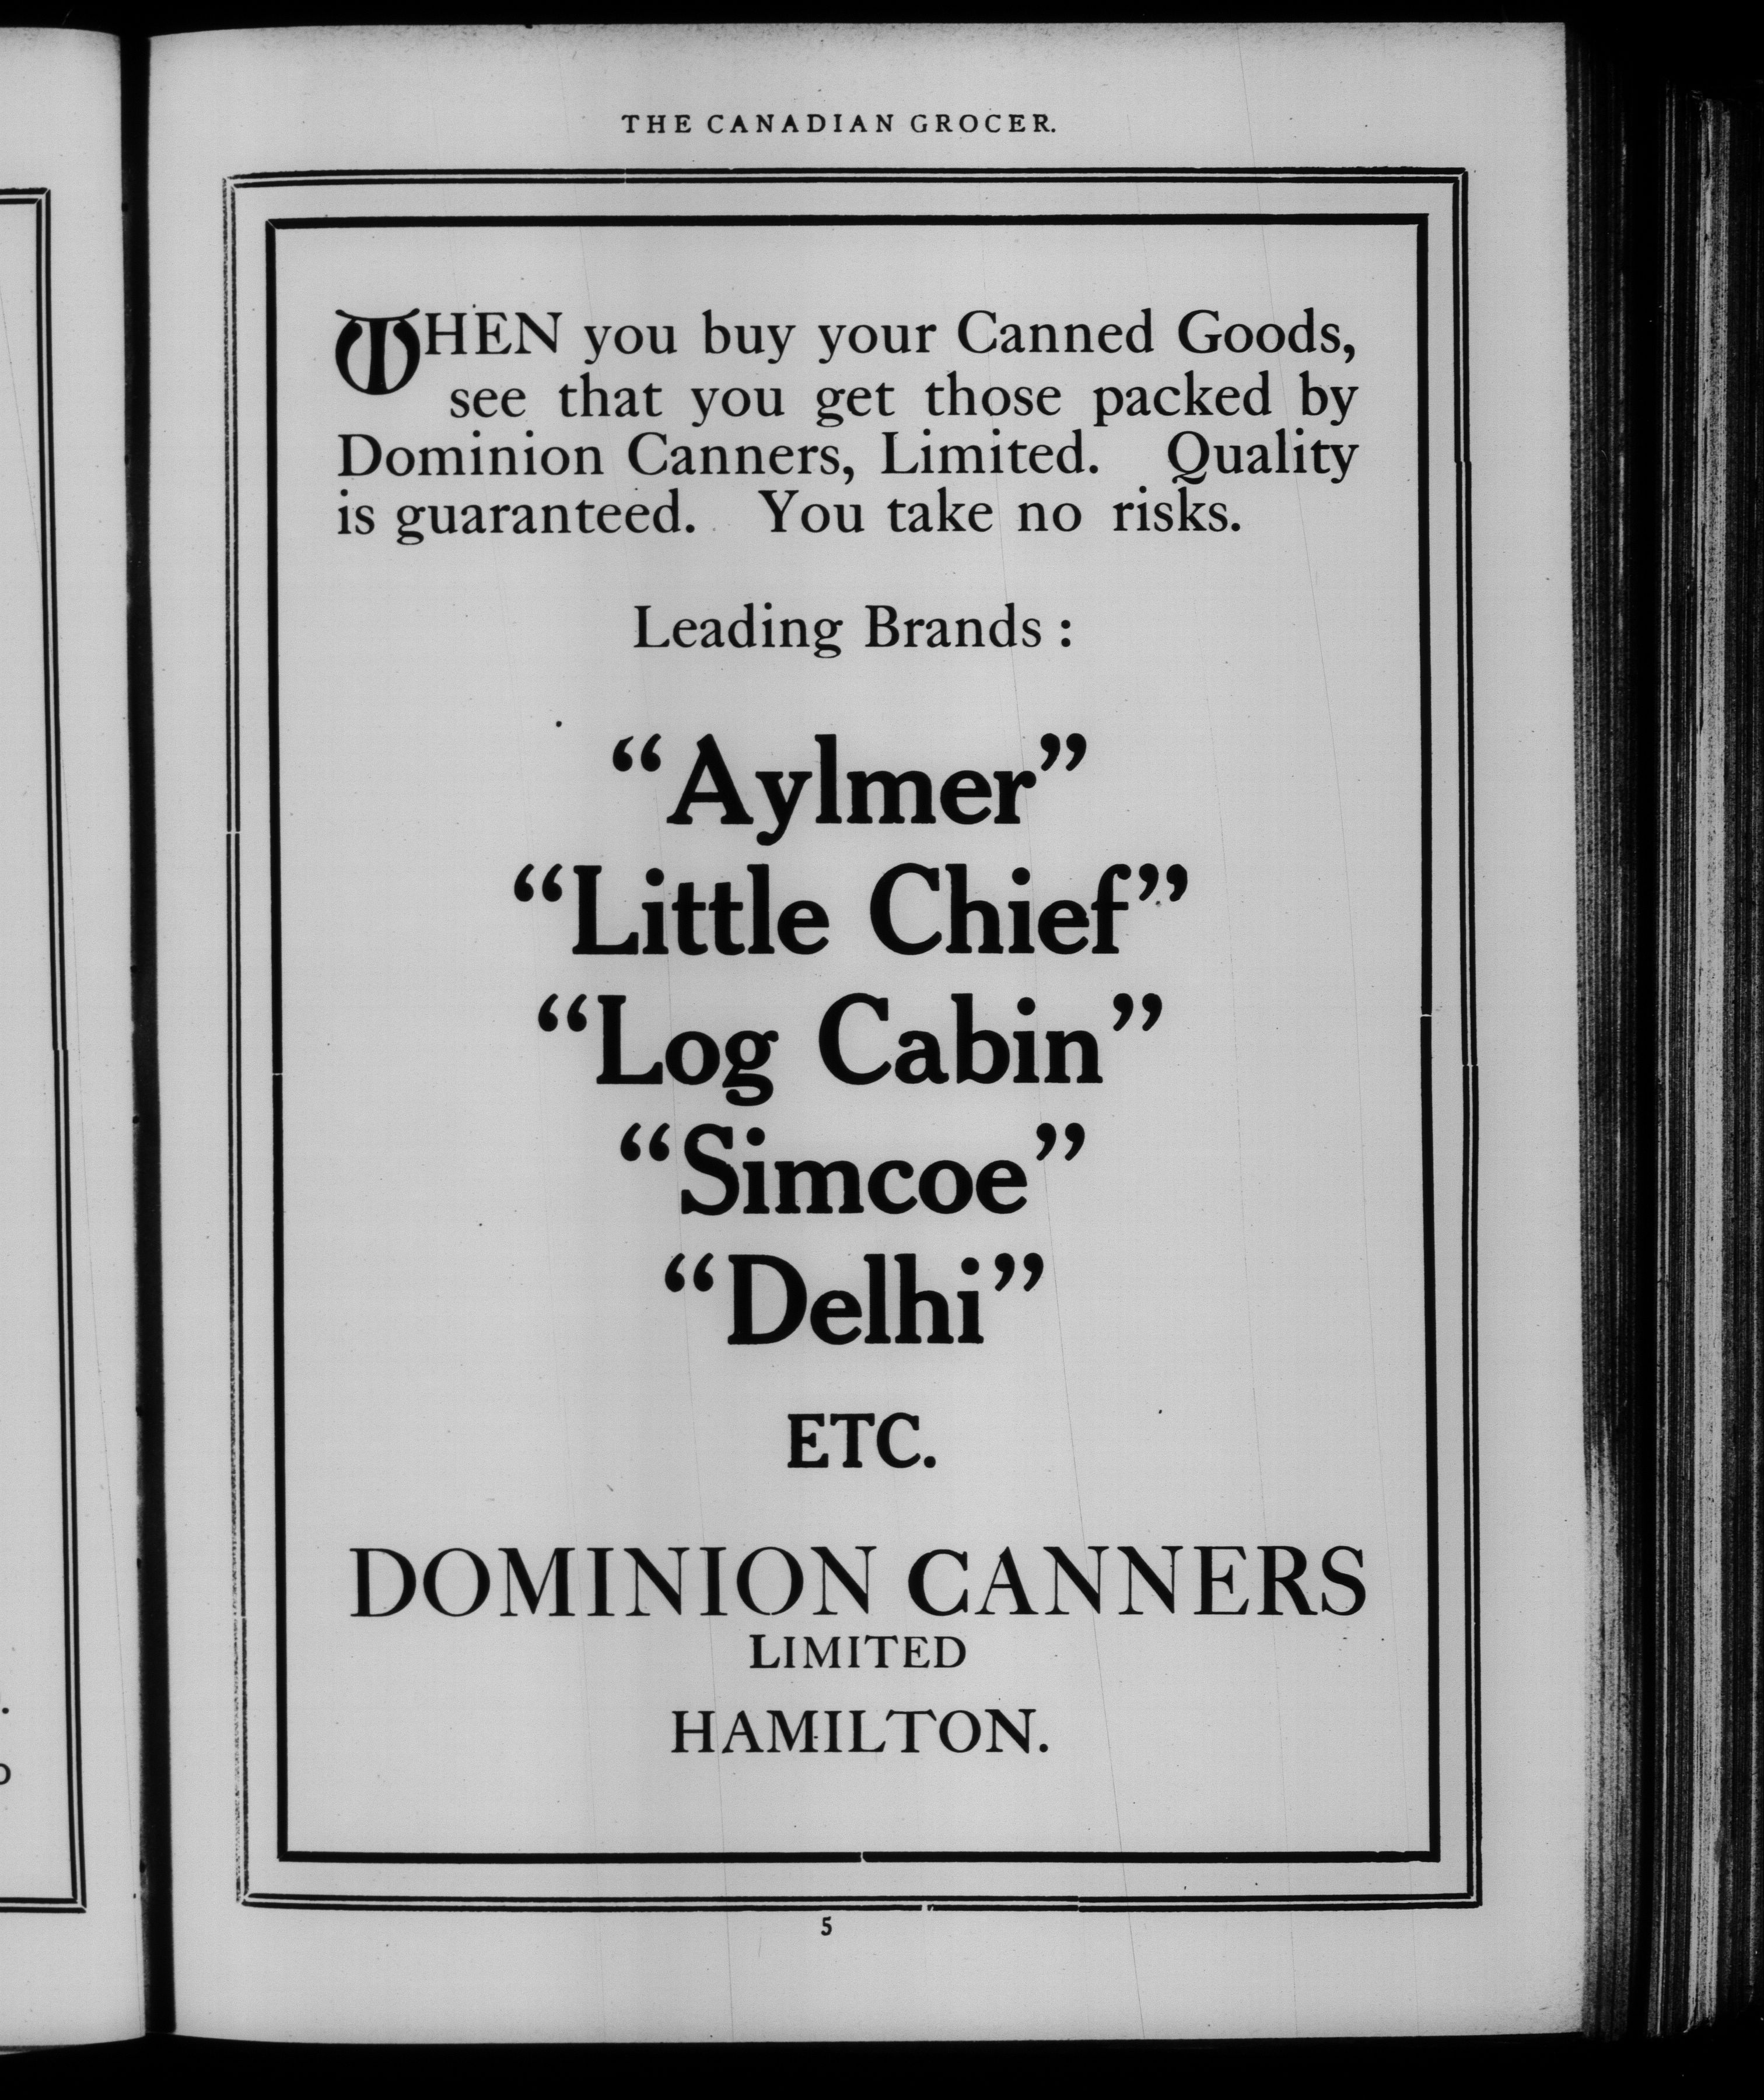 THE CANADIAN GROCER.
WHEN you buy your Canned Goods,
see that you get those packed by
Dominion Canners, Limited. Quality
is guaranteed. You take no risks.
Leading Brands :
“Aylmer”
“Little Chief”
“Log Cabin”
“Simcoe”
“Delhi”
ETC.
DOMINION CANNERS
LIMITED
HAMILTON.
5